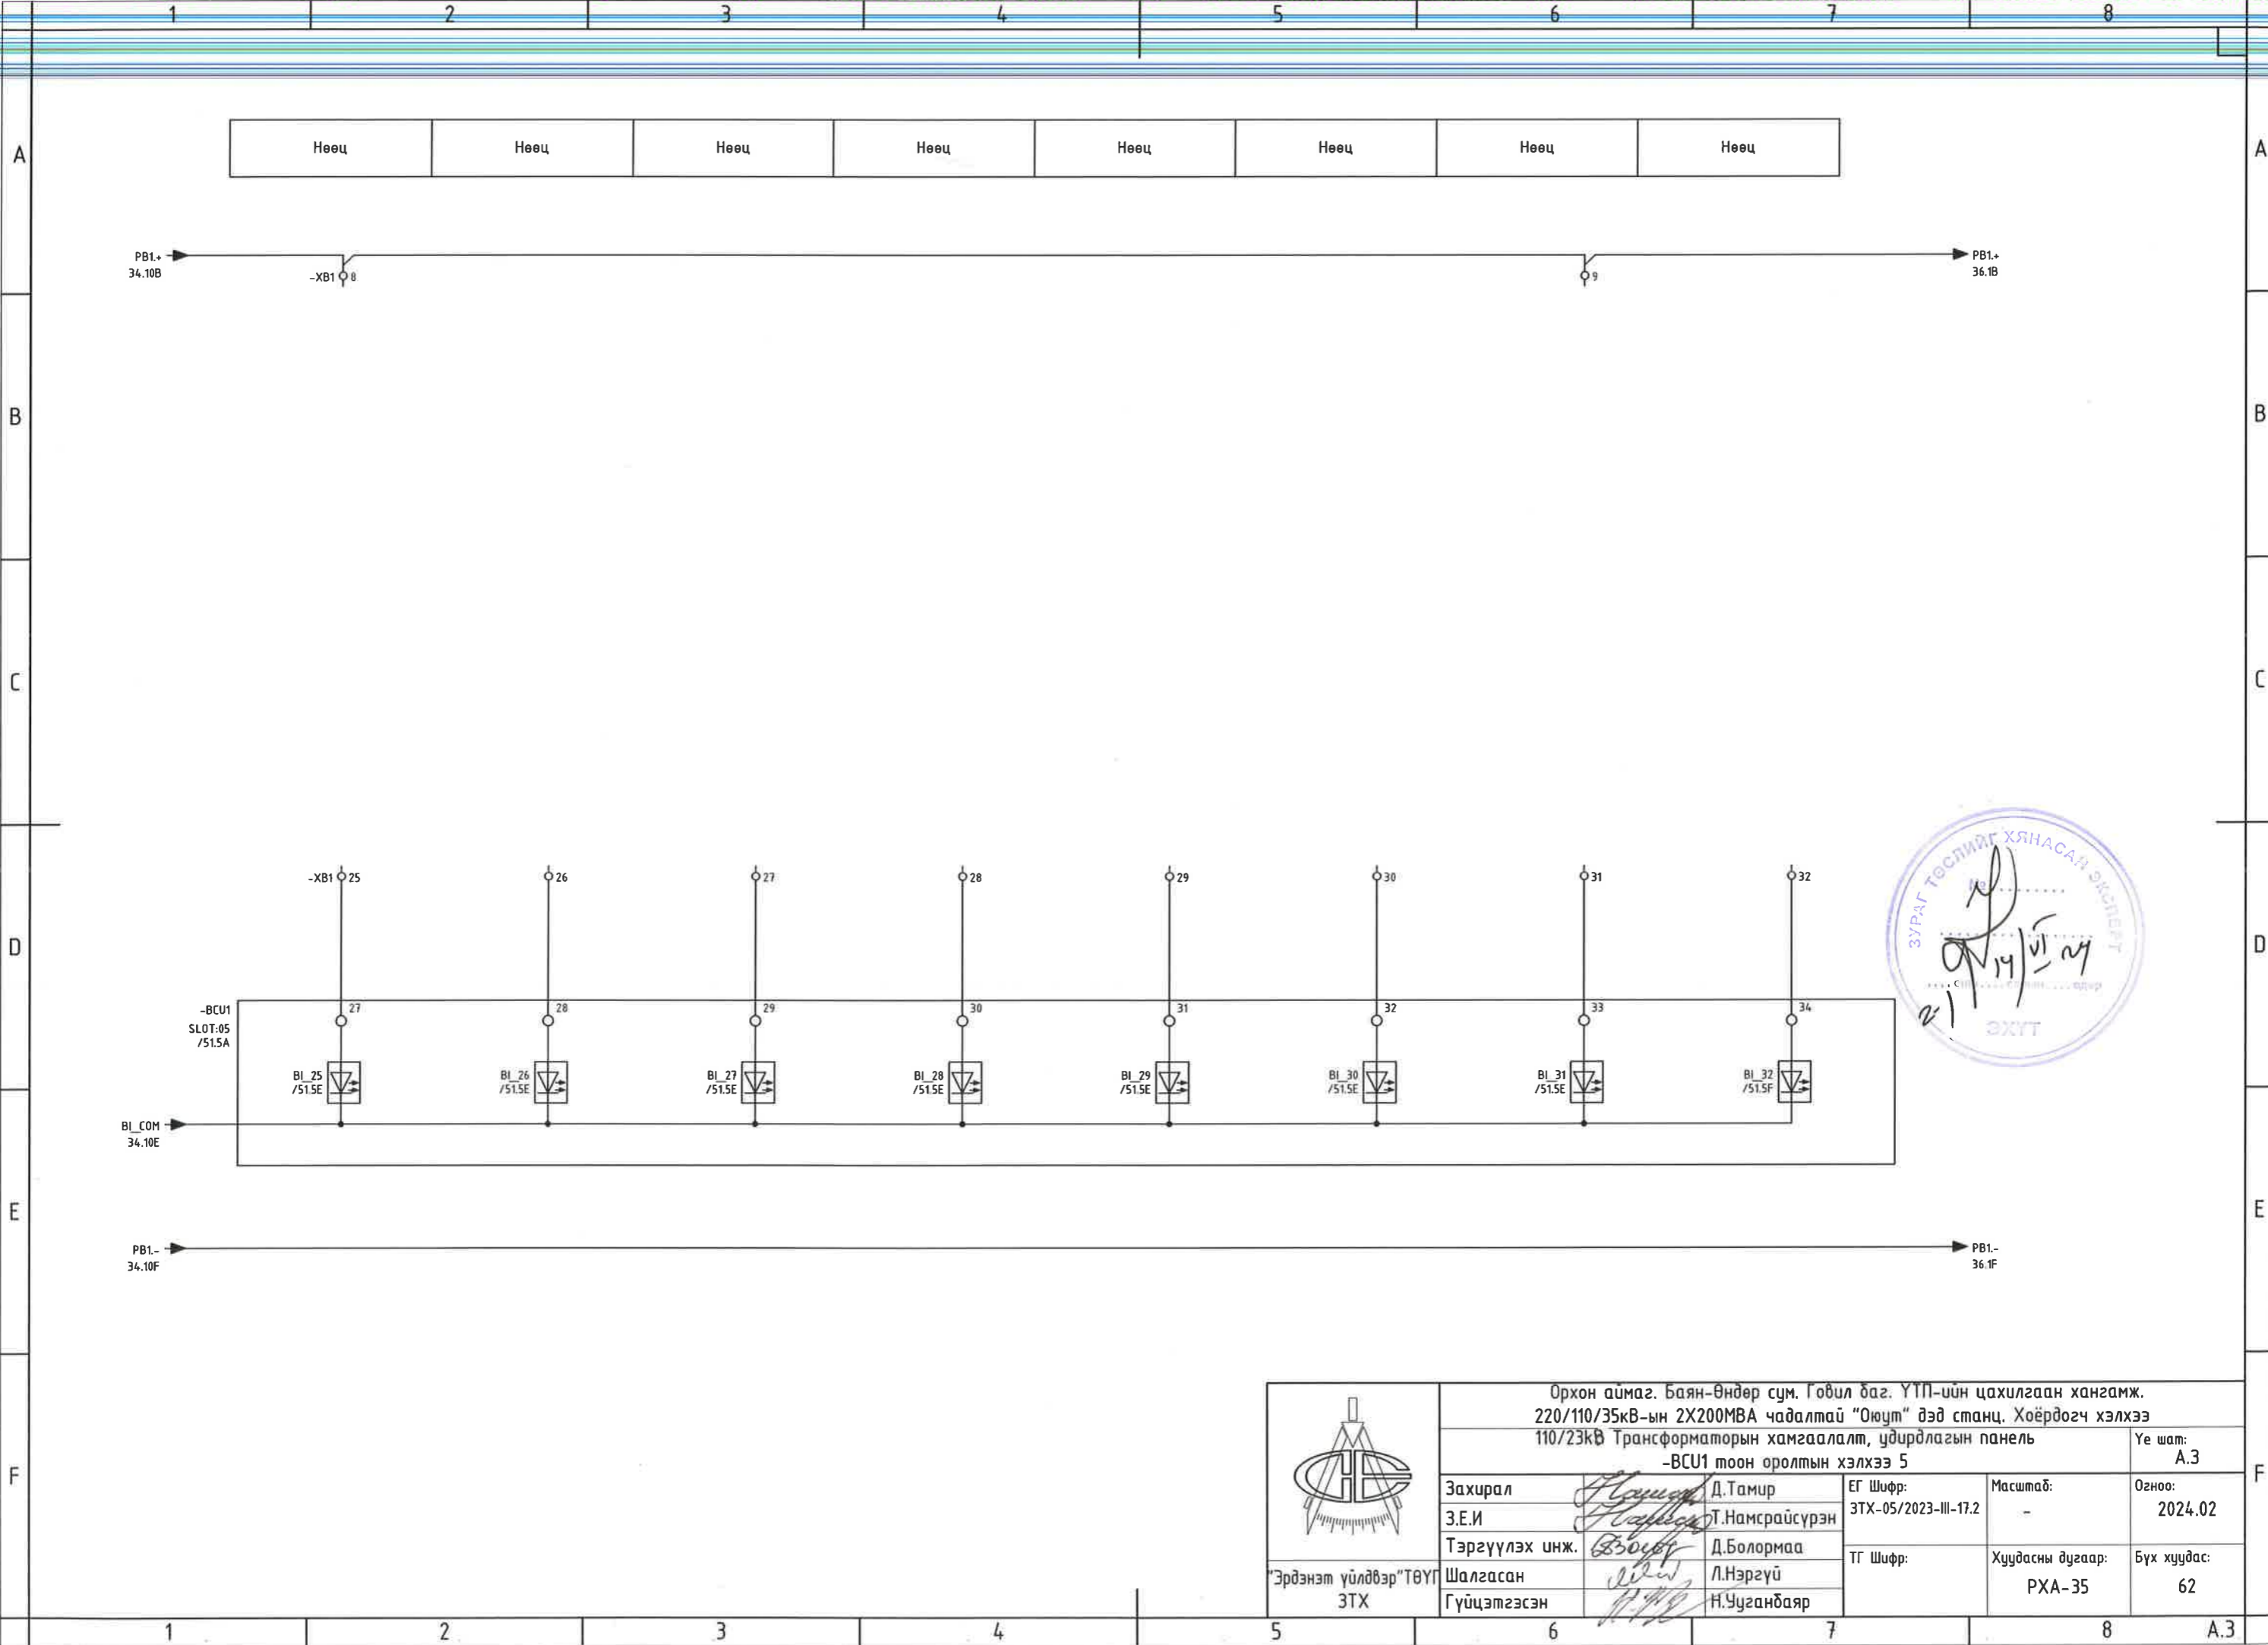 1 2 3 4 5 6 7 8
A A
Нөөц Нөөц Нөөц Нөөц Нөөц Нөөц Нөөц Нөөц
PB1.+
34.10B
-XB1 8
9
PB1.+
36.1B
B B
C C
-XB1 25 26 27 28 29 30 31 32
D D
ЗУРАГ ТӨСЛИЙГ ХЯНАСАН ЭКСПЕРТ
№
14 VI 24
ЭХҮТ
-BCU1
SLOT:05
/51.5A
27 28 29 30 31 32 33 34
BI_25 BI_26 BI_27 BI_28 BI_29 BI_30 BI_31 BI_32
/51.5E /51.5E /51.5E /51.5E /51.5E /51.5E /51.5E /51.5F
BI_COM
34.10E
E E
PB1.-
34.10F
PB1.-
36.1F
F F
Орхон аймаг. Баян-Өндөр сум. Говил баг. ҮТП-ийн цахилгаан хангамж.
220/110/35кВ-ын 2X200МВА чадалтай "Оюут" дэд станц. Хоёрдогч хэлхээ
110/23kВ Трансформаторын хамгаалалт, удирдлагын панель
-BCU1 тоон оролтын хэлхээ 5
Үе шат:
А.3
Захирал Д.Тамир
З.Е.И Т.Намсрайсүрэн
Тэргүүлэх инж. Д.Болормаа
Шалгасан Л.Нэргүй
Гүйцэтгэсэн Н.Ууганбаяр
ЕГ Шифр:
ЗТХ-05/2023-III-17.2
Масштаб:
-
Огноо:
2024.02
ТГ Шифр:
Хуудасны дугаар:
РХА-35
Бүх хуудас:
62
"Эрдэнэт үйлдвэр"ТӨҮГ
ЗТХ
1 2 3 4 5 6 7 8 А.3